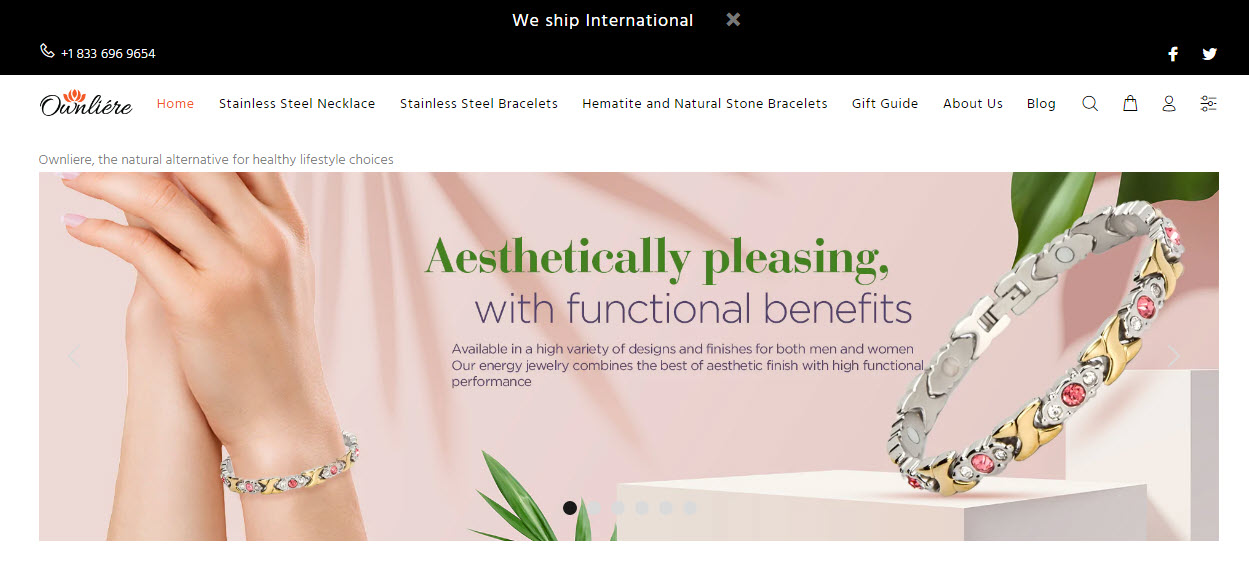 We ship International
+1 833 696 9654
Ownliére
Home Stainless Steel Necklace Stainless Steel Bracelets Hematite and Natural Stone Bracelets Gift Guide About Us Blog
Ownliere, the natural alternative for healthy lifestyle choices
Aesthetically pleasing,
with functional benefits
Available in a high variety of designs and finishes for both men and women
Our energy jewelry combines the best of aesthetic finish with high functional
performance